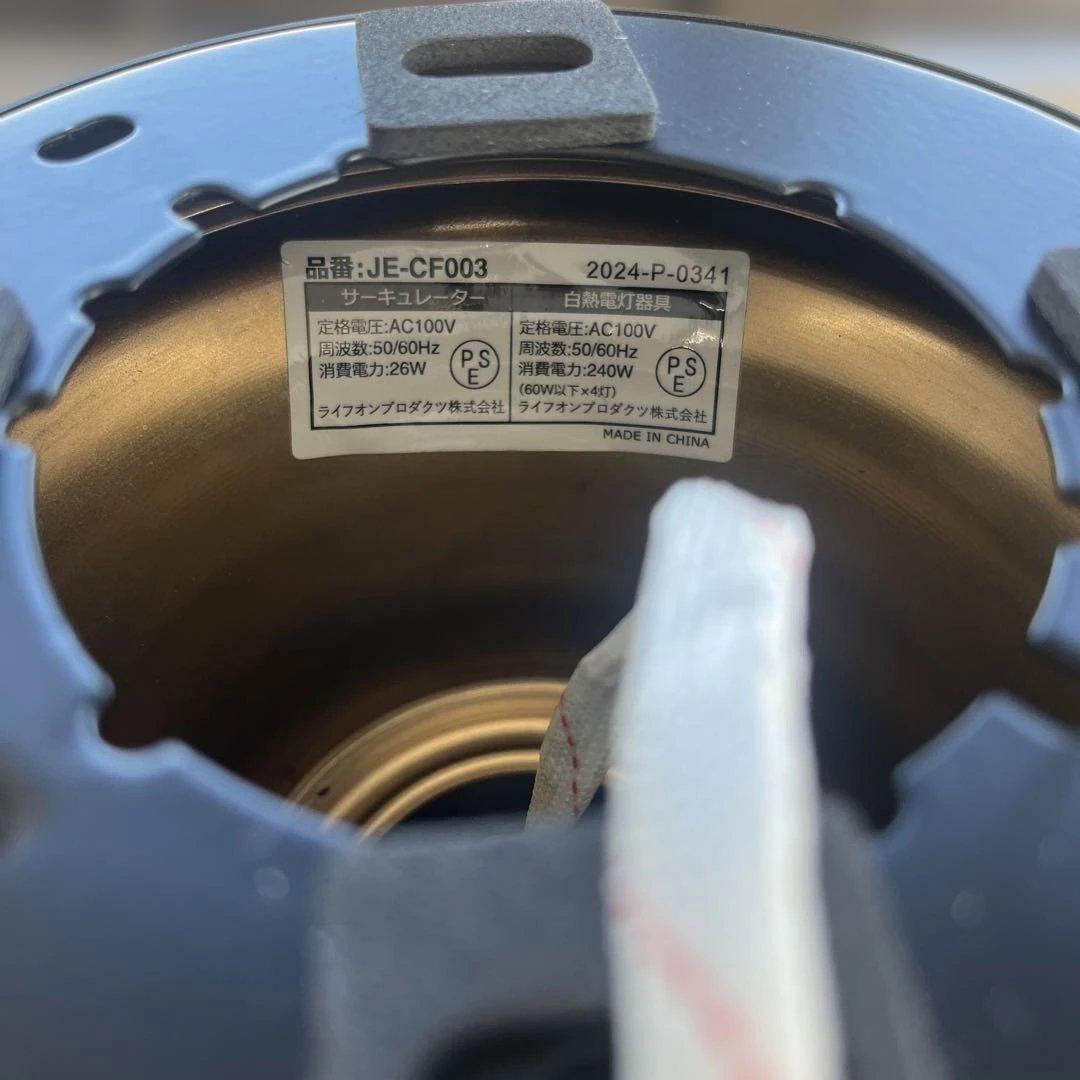 品番:JE-CF003 2024-P-0341
サーキュレーター 白熱電灯器具
定格電圧:AC100V 定格電圧:AC100V
周波数:50/60Hz 周波数:50/60Hz
消費電力:26W 消費電力:240W
PSE PSE
(60W以下×4灯)
ライフオンプロダクツ株式会社 ライフオンプロダクツ株式会社
MADE IN CHINA